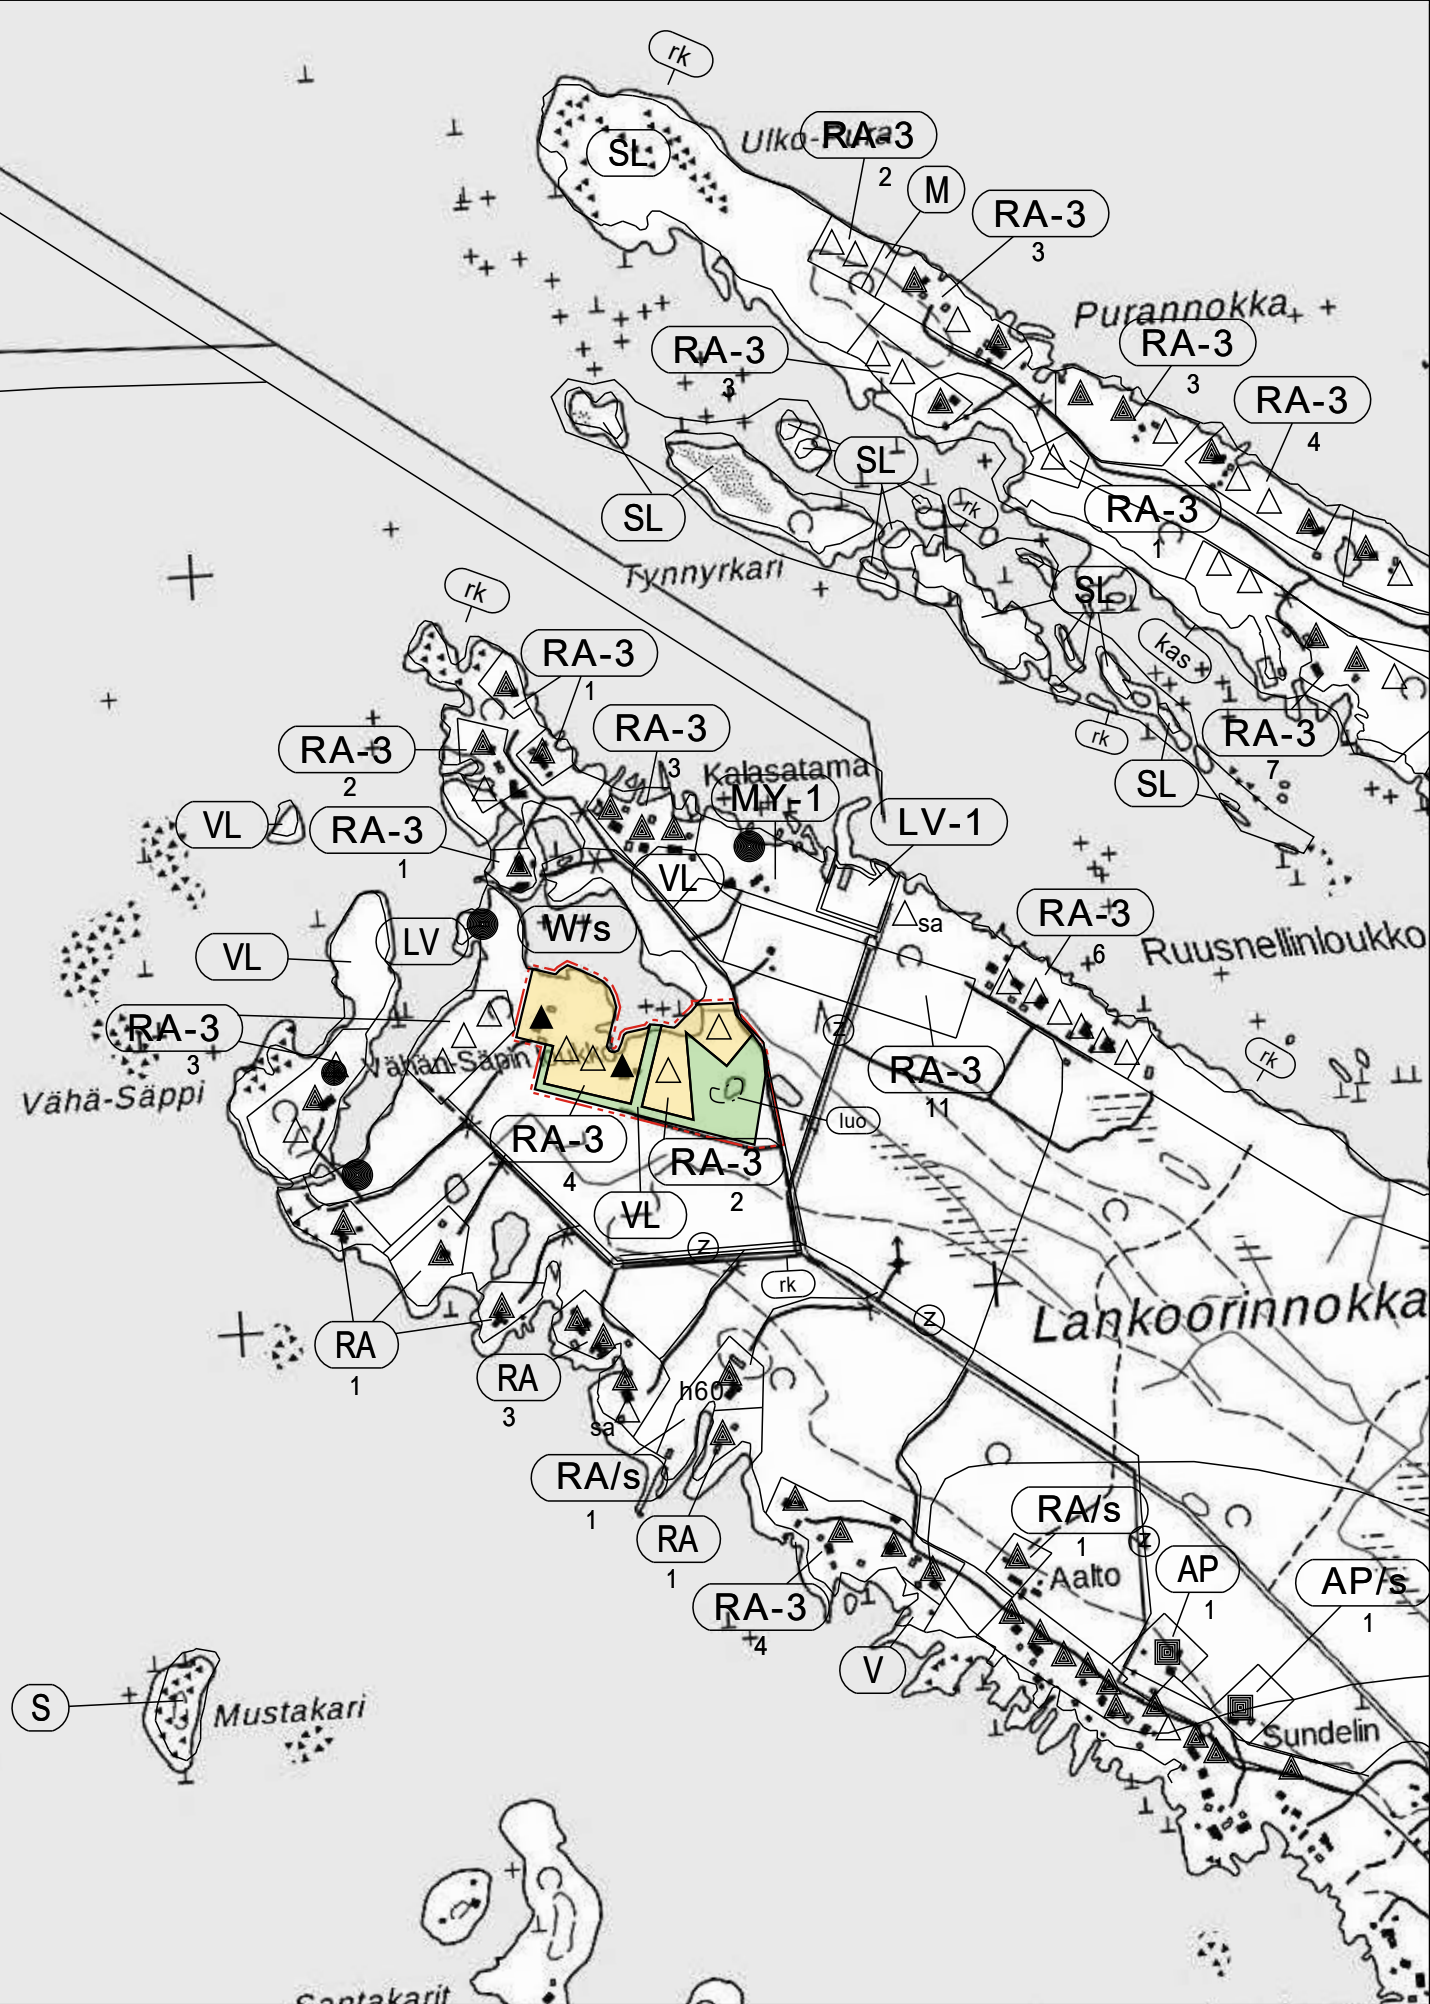 rk
SL
Ulko-Pura
RA-3
2
M
RA-3
3
Purannokka
RA-3
3
RA-3
3
RA-3
4
SL
SL
rk
RA-3
1
Tynnyrkari
SL
rk
kas
RA-3
1
RA-3
2
RA-3
3
rk
RA-3
7
Kalasatama
SL
MY-1
LV-1
VL
RA-3
1
VL
RA-3
6
sa
W/s
LV
VL
Ruusnellinloukko
RA-3
3
z
rk
Vähän-Säpin
RA-3
11
Vähä-Säppi
luo
RA-3
4
RA-3
2
VL
z
rk
z
Lankoorinnokka
RA
1
RA
3
h60
sa
RA/s
1
RA/s
1
RA
1
z
Aalto
AP
1
AP/s
1
RA-3
4
V
S
Mustakari
Sundelin
Santakarit